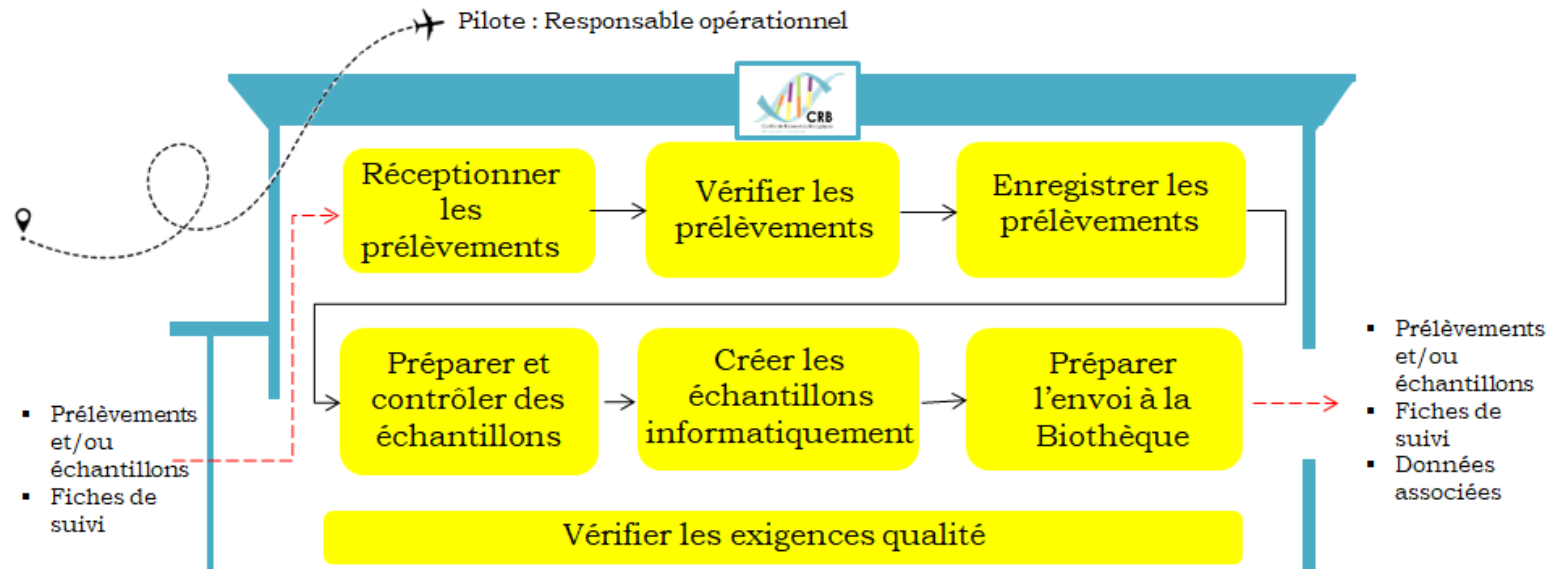 Pilote : Responsable opérationnel
CRB
Réceptionner
les
prélèvements
Vérifier les
prélèvements
Enregistrer les
prélèvements
Préparer et
contrôler des
échantillons
Créer les
échantillons
informatiquement
Préparer
l'envoi à la
Biothèque
▪ Prélèvements
et/ou
échantillons
▪ Fiches de
suivi
▪ Prélèvements
et/ou
échantillons
▪ Fiches de
suivi
▪ Données
associées
Vérifier les exigences qualité